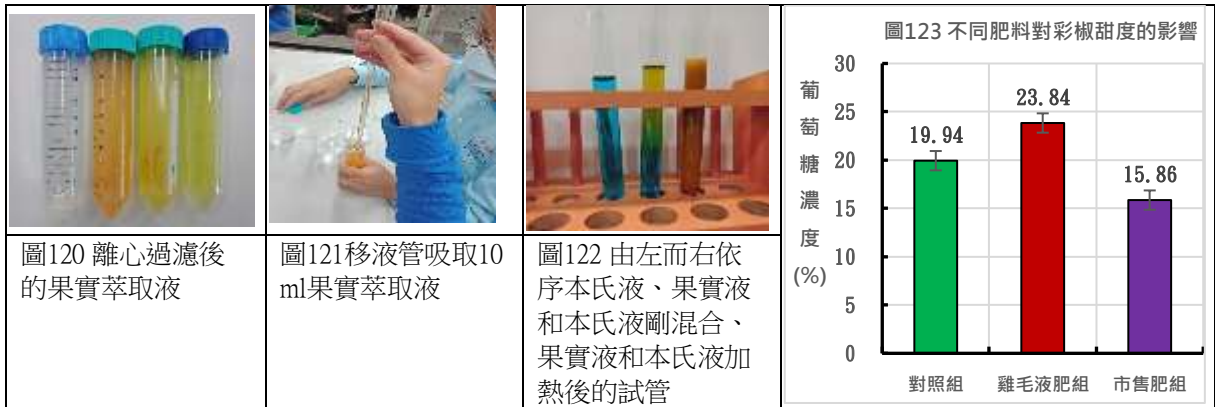 圖120 離心過濾後
的果實萃取液
圖121移液管吸取10
ml果實萃取液
圖122 由左而右依
序本氏液、果實液
和本氏液剛混合、
果實液和本氏液加
熱後的試管
圖123 不同肥料對彩椒甜度的影響
葡萄糖濃度(%)
30
25
20
15
10
5
0
19.94
23.84
15.86
對照組 雞毛液肥組 市售肥組